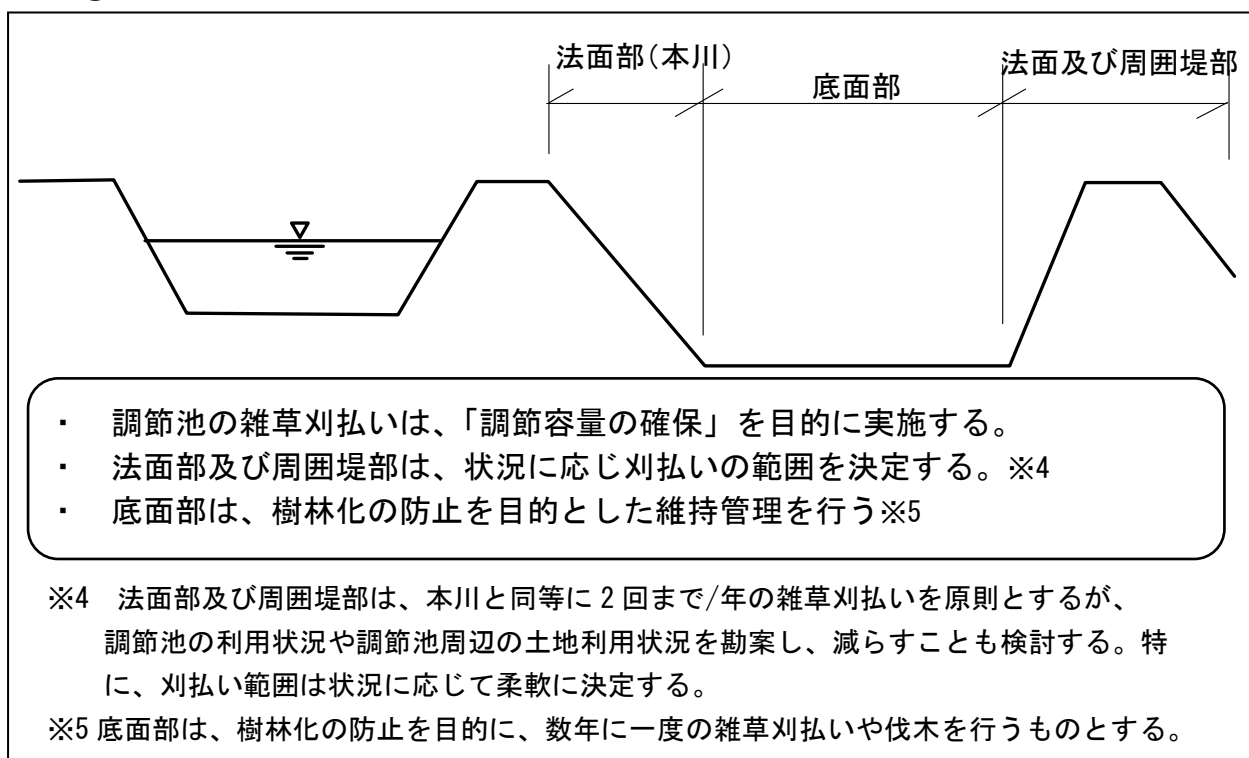 法面部(本川)
底面部
法面及び周囲堤部
・ 調節池の雑草刈払いは、「調節容量の確保」を目的に実施する。
・ 法面部及び周囲堤部は、状況に応じ刈払いの範囲を決定する。※4
・ 底面部は、樹林化の防止を目的とした維持管理を行う※5
※4 法面部及び周囲堤部は、本川と同等に2回まで/年の雑草刈払いを原則とするが、
調節池の利用状況や調節池周辺の土地利用状況を勘案し、減らすことも検討する。特
に、刈払い範囲は状況に応じて柔軟に決定する。
※5 底面部は、樹林化の防止を目的に、数年に一度の雑草刈払いや伐木を行うものとする。